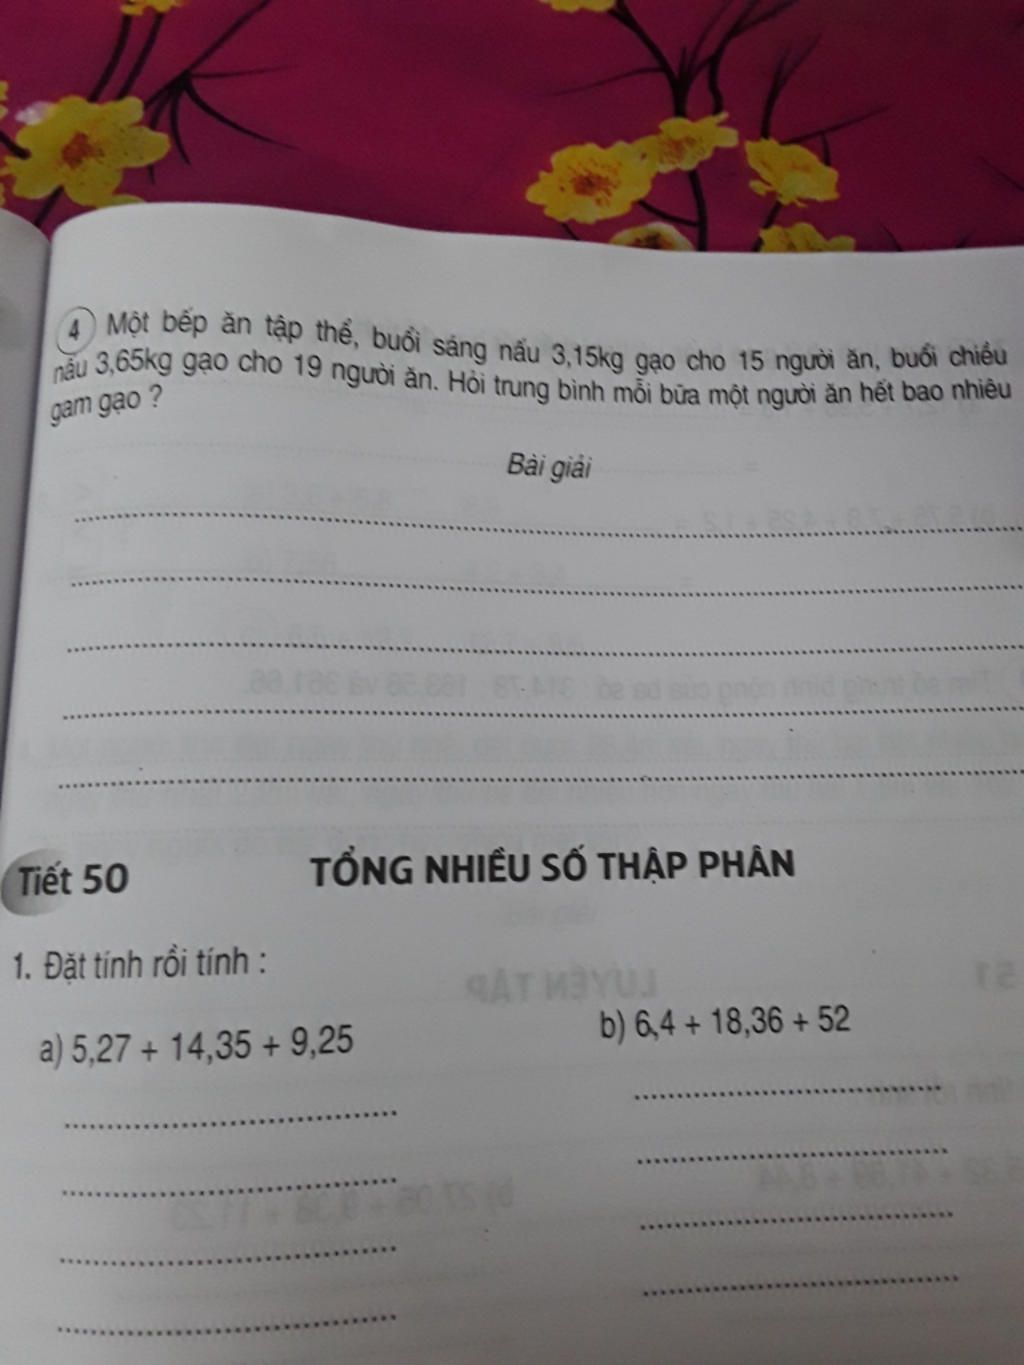 4 Một bếp ăn tập thể, buổi sáng nấu 3,15kg gạo cho 15 người ăn, buổi chiều
nấu 3,65kg gạo cho 19 người ăn. Hỏi trung bình mỗi bữa một người ăn hết bao nhiêu
gam gạo ?
Bài giải
Tiết 50 TỔNG NHIỀU SỐ THẬP PHÂN
1. Đặt tính rồi tính :
a) 5,27 + 14,35 + 9,25 b) 6,4 + 18,36 + 52